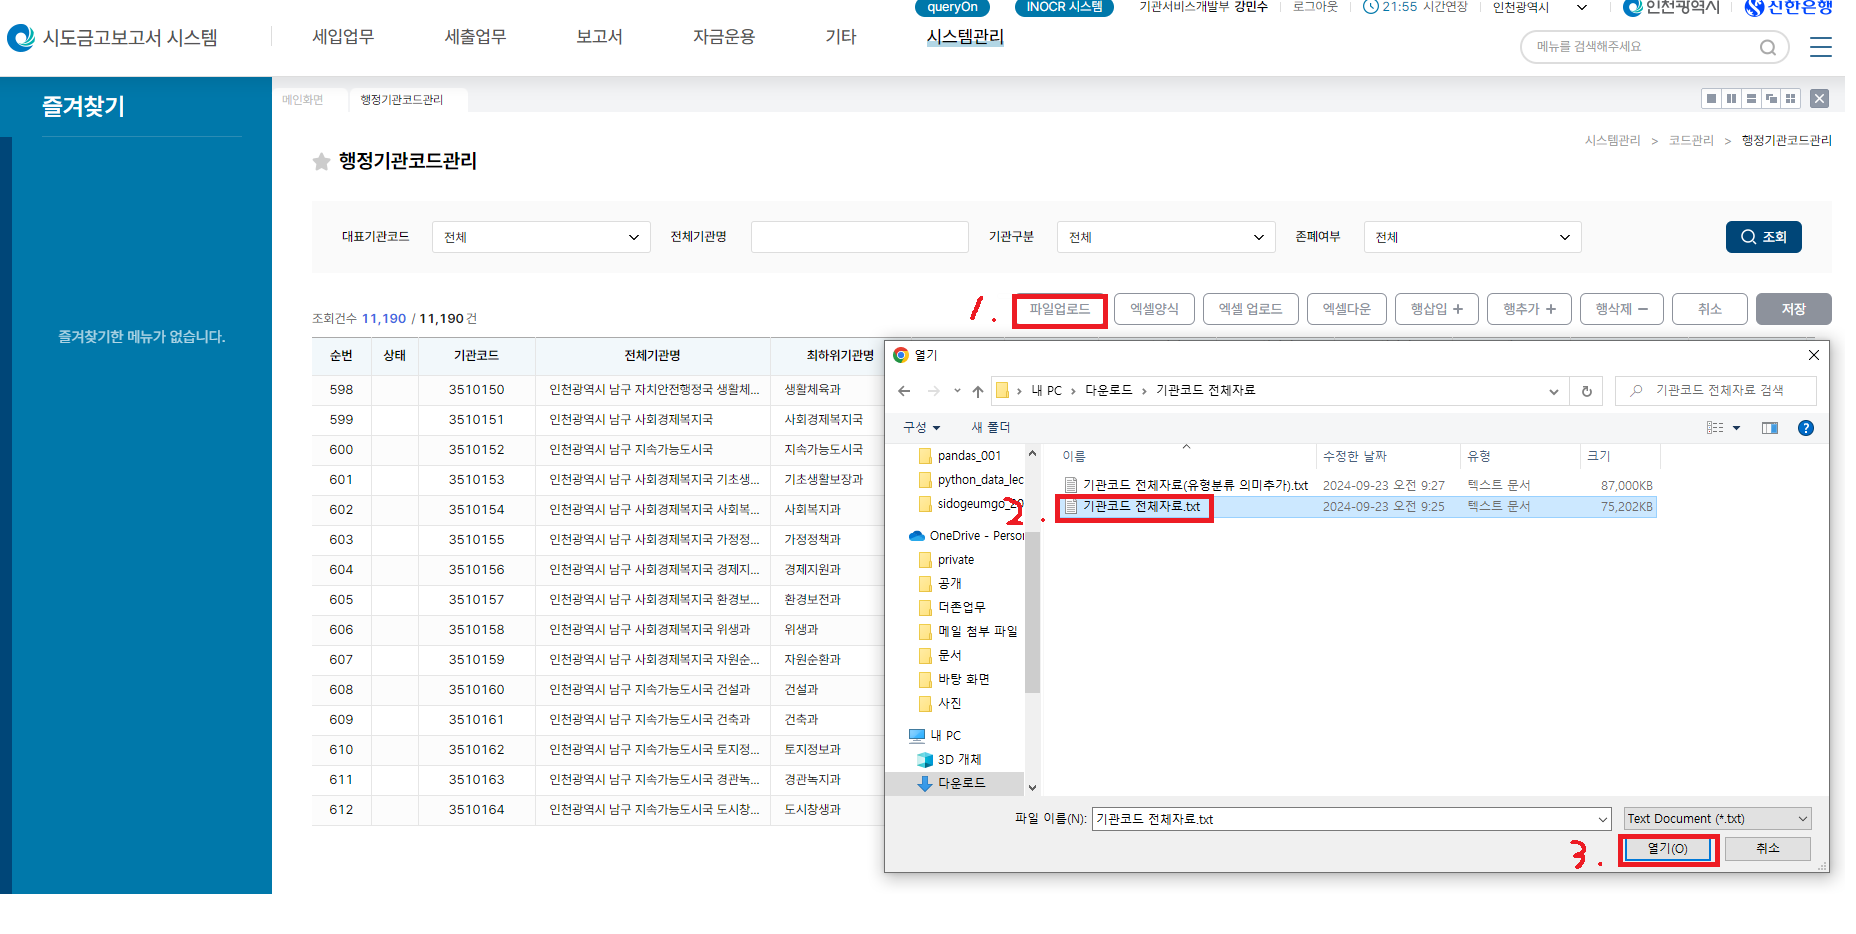 queryOn INOCR 시스템 기관서비스개발부 강민수 로그아웃 21:55 시간연장 인천광역시 인천광역시 신한은행
시도금고보고서 시스템 세입업무 세출업무 보고서 자금운용 기타 시스템관리
메뉴를 검색해주세요
즐겨찾기
메인화면 행정기관코드관리
시스템관리 > 코드관리 > 행정기관코드관리
행정기관코드관리
대표기관코드 전체 전체기관명 기관구분 전체 존폐여부 전체 조회
1. 파일업로드 엑셀양식 엑셀 업로드 엑셀다운 행삽입 + 행추가 + 행삭제 − 취소 저장
조회건수 11,190 / 11,190 건
즐겨찾기한 메뉴가 없습니다.
순번 상태 기관코드 전체기관명 최하위기관명
598 3510150 인천광역시 남구 자치안전행정국 생활체... 생활체육과
599 3510151 인천광역시 남구 사회경제복지국 사회경제복지국
600 3510152 인천광역시 남구 지속가능도시국 지속가능도시국
601 3510153 인천광역시 남구 사회경제복지국 기초생... 기초생활보장과
602 3510154 인천광역시 남구 사회경제복지국 사회복... 사회복지과
603 3510155 인천광역시 남구 사회경제복지국 가정정... 가정정책과
604 3510156 인천광역시 남구 사회경제복지국 경제지... 경제지원과
605 3510157 인천광역시 남구 사회경제복지국 환경보... 환경보전과
606 3510158 인천광역시 남구 사회경제복지국 위생과 위생과
607 3510159 인천광역시 남구 사회경제복지국 자원순... 자원순환과
608 3510160 인천광역시 남구 지속가능도시국 건설과 건설과
609 3510161 인천광역시 남구 지속가능도시국 건축과 건축과
610 3510162 인천광역시 남구 지속가능도시국 토지정... 토지정보과
611 3510163 인천광역시 남구 지속가능도시국 경관녹... 경관녹지과
612 3510164 인천광역시 남구 지속가능도시국 도시창... 도시창생과
열기
내 PC > 다운로드 > 기관코드 전체자료 기관코드 전체자료 검색
구성 새 폴더
pandas_001
python_data_lec
sidogeumgo_20
OneDrive - Person
private
공개
더존업무
메일 첨부 파일
문서
바탕 화면
사진
내 PC
3D 개체
다운로드
이름 수정한 날짜 유형 크기
기관코드 전체자료(유형분류 의미추가).txt 2024-09-23 오전 9:27 텍스트 문서 87,000KB
2. 기관코드 전체자료.txt 2024-09-23 오전 9:25 텍스트 문서 75,202KB
파일 이름(N): 기관코드 전체자료.txt Text Document (*.txt)
3. 열기(O) 취소